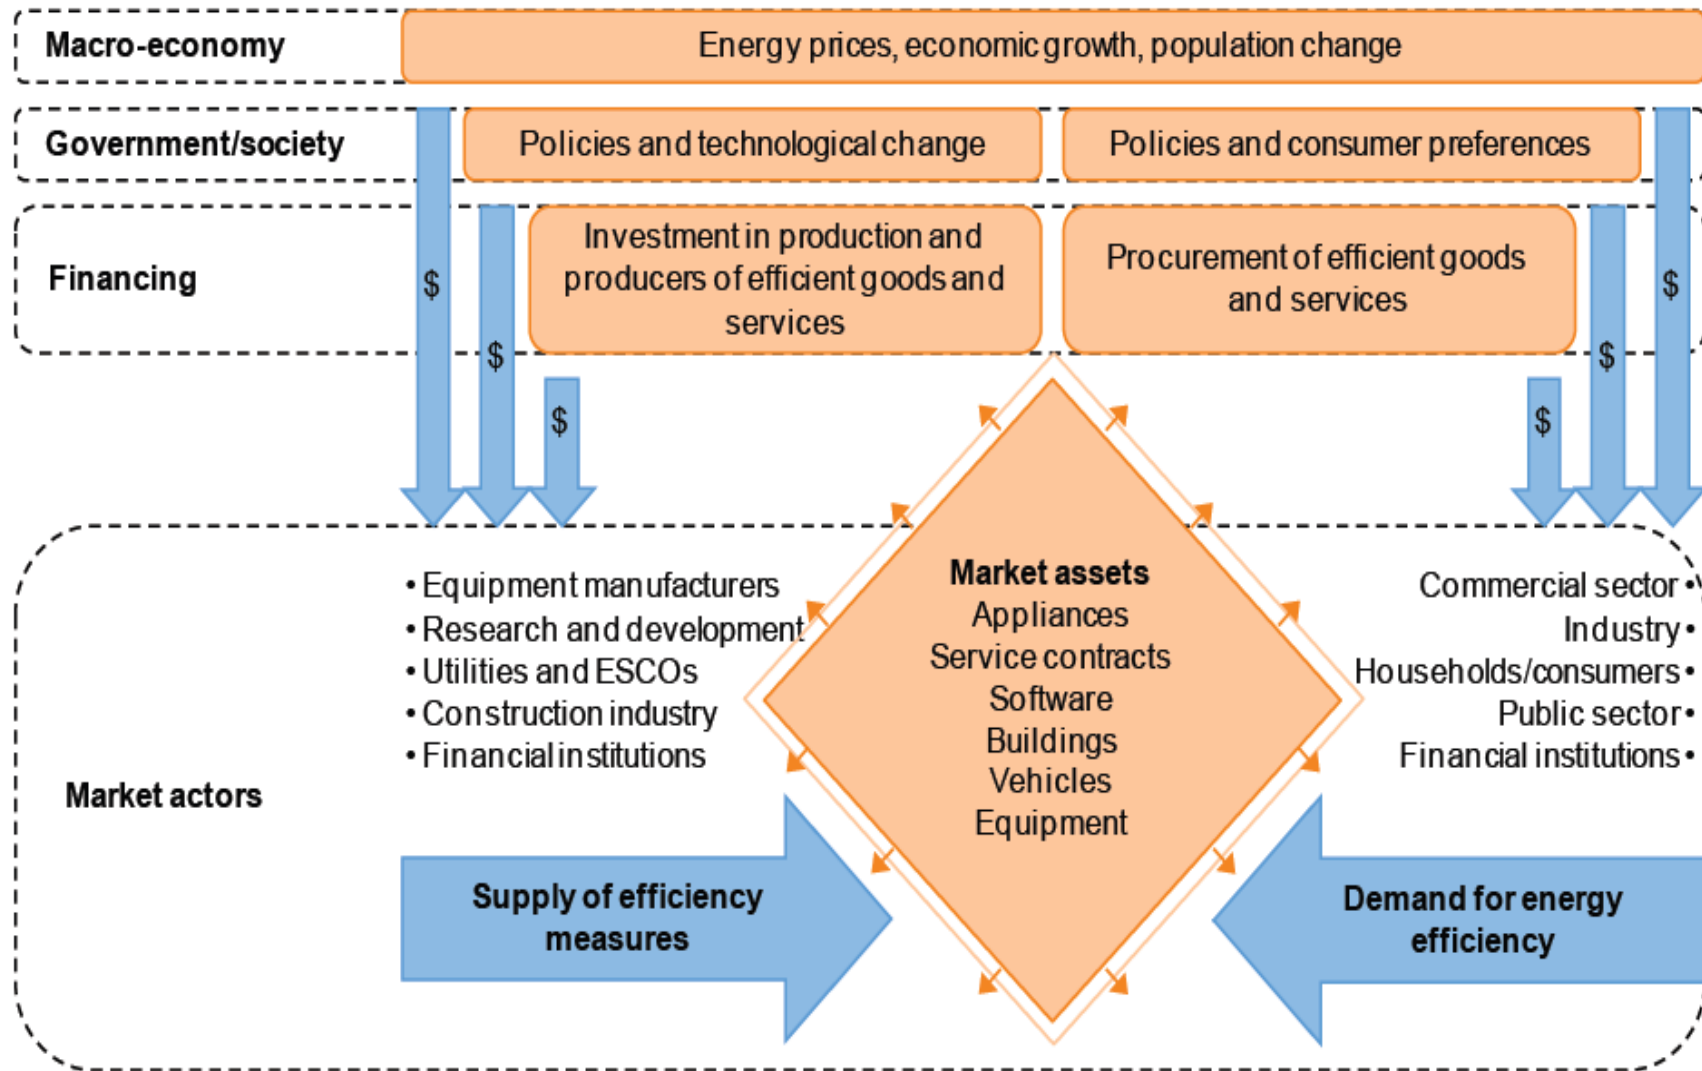 Macro-economy
Energy prices, economic growth, population change
Government/society
Policies and technological change
Policies and consumer preferences
Financing
Investment in production and
producers of efficient goods and
services
Procurement of efficient goods
and services
$
$
$
$
$
$
• Equipment manufacturers
• Research and development
• Utilities and ESCOs
• Construction industry
• Financial institutions
Market assets
Appliances
Service contracts
Software
Buildings
Vehicles
Equipment
Commercial sector •
Industry •
Households/consumers •
Public sector •
Financial institutions •
Market actors
Supply of efficiency
measures
Demand for energy
efficiency